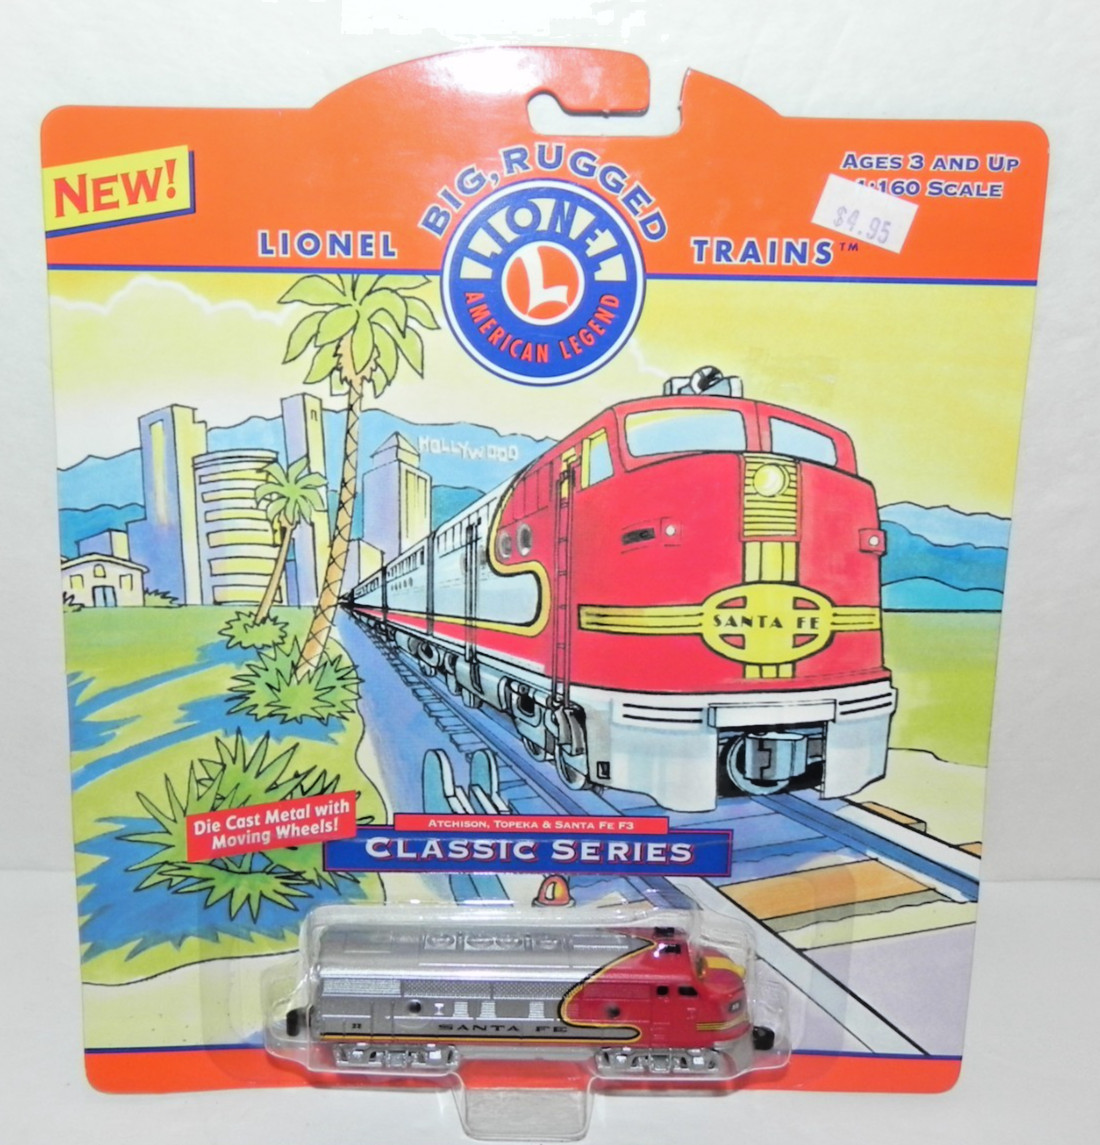 NEW!
BIG, RUGGED
LIONEL TRAINS™
LIONEL
L
AMERICAN LEGEND
AGES 3 AND UP
1:160 SCALE
$4.95
HOLLYWOOD
SANTA FE
Die Cast Metal with
Moving Wheels!
ATCHISON, TOPEKA & SANTA FE F3
CLASSIC SERIES
SANTA FE